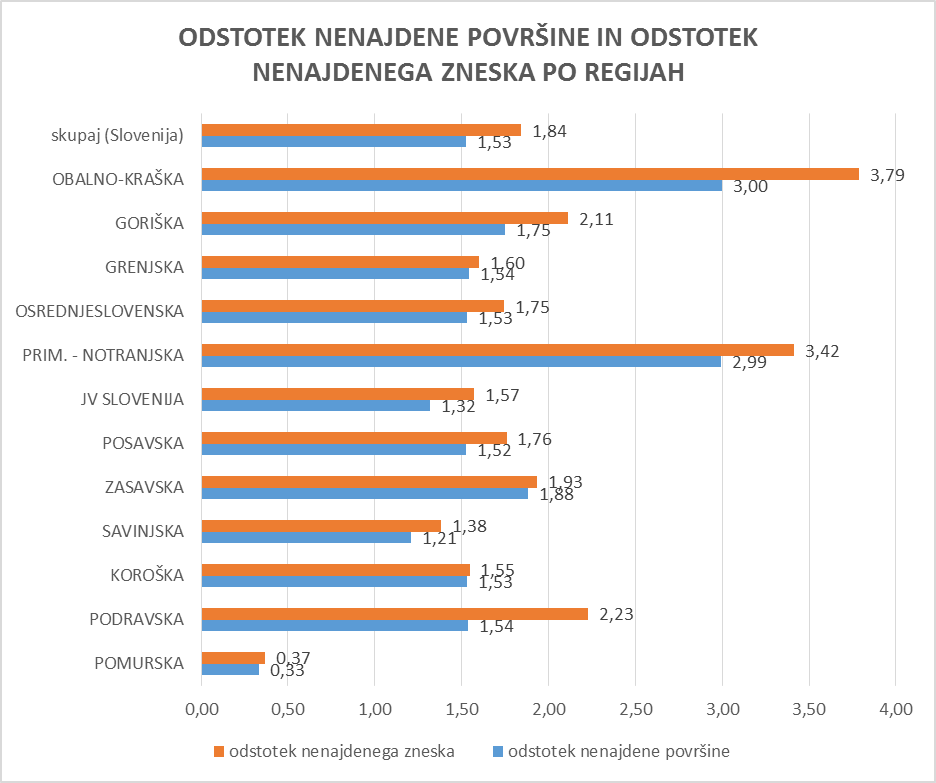 ODSTOTEK NENAJDENE POVRŠINE IN ODSTOTEK
NENAJDENEGA ZNESKA PO REGIJAH
skupaj (Slovenija)
1,84
1,53
OBALNO-KRAŠKA
3,79
3,00
GORIŠKA
2,11
1,75
GRENJSKA
1,60
1,54
OSREDNJESLOVENSKA
1,75
1,53
PRIM. - NOTRANJSKA
3,42
2,99
JV SLOVENIJA
1,57
1,32
POSAVSKA
1,76
1,52
ZASAVSKA
1,93
1,88
SAVINJSKA
1,38
1,21
KOROŠKA
1,55
1,53
PODRAVSKA
2,23
1,54
POMURSKA
0,37
0,33
0,00 0,50 1,00 1,50 2,00 2,50 3,00 3,50 4,00
odstotek nenajdenega zneska odstotek nenajdene površine